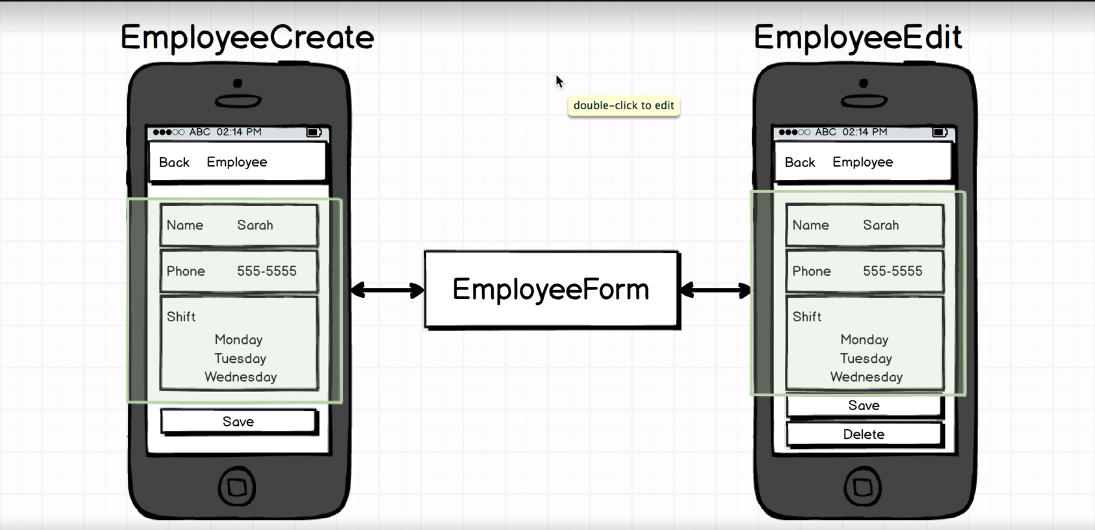 EmployeeCreate
●●●○○ ABC 02:14 PM
Back Employee
Name Sarah
Phone 555-5555
Shift
Monday
Tuesday
Wednesday
Save
double-click to edit
EmployeeForm
EmployeeEdit
●●●○○ ABC 02:14 PM
Back Employee
Name Sarah
Phone 555-5555
Shift
Monday
Tuesday
Wednesday
Save
Delete